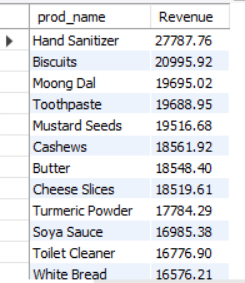 prod_name Revenue
Hand Sanitizer 27787.76
Biscuits 20995.92
Moong Dal 19695.02
Toothpaste 19688.95
Mustard Seeds 19516.68
Cashews 18561.92
Butter 18548.40
Cheese Slices 18519.61
Turmeric Powder 17784.29
Soya Sauce 16985.38
Toilet Cleaner 16776.90
White Bread 16576.21